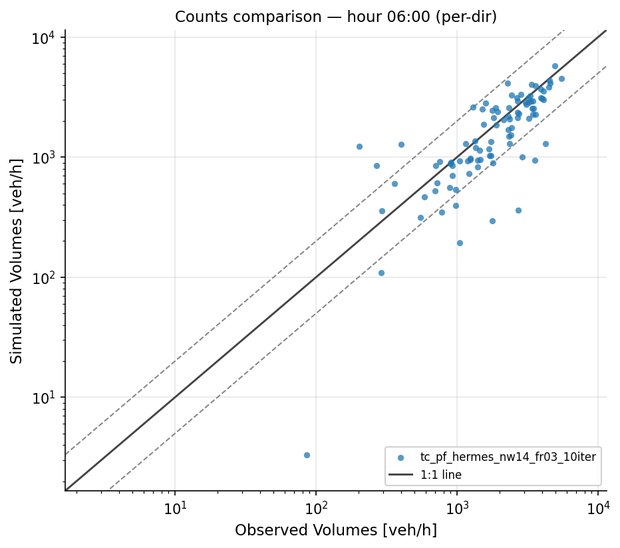 Counts comparison — hour 06:00 (per-dir)
Simulated Volumes [veh/h]
10⁴
10³
10²
10¹
10¹ 10² 10³ 10⁴
Observed Volumes [veh/h]
tc_pf_hermes_nw14_fr03_10iter
1:1 line